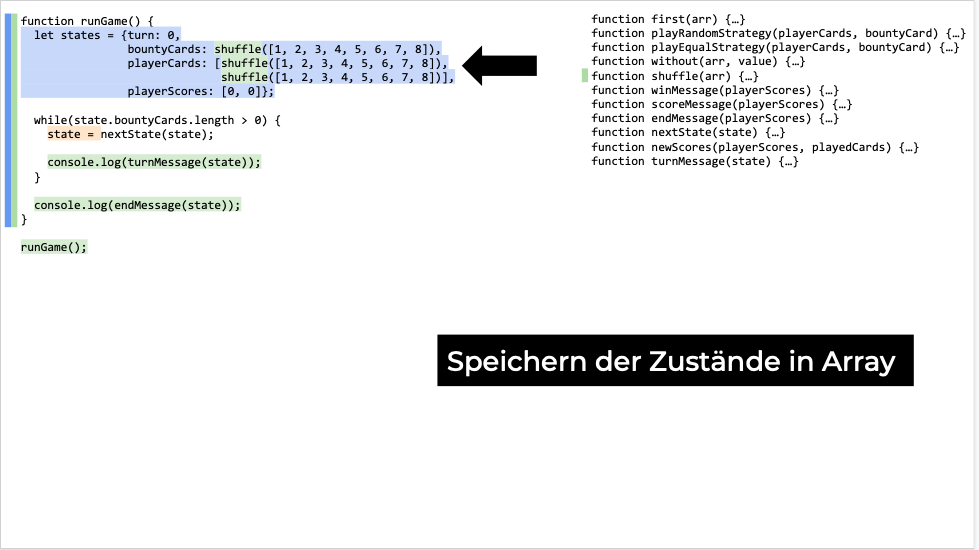 function runGame() {
let states = {turn: 0,
bountyCards: shuffle([1, 2, 3, 4, 5, 6, 7, 8]),
playerCards: [shuffle([1, 2, 3, 4, 5, 6, 7, 8]),
shuffle([1, 2, 3, 4, 5, 6, 7, 8])],
playerScores: [0, 0]};
while(state.bountyCards.length > 0) {
state = nextState(state);
console.log(turnMessage(state));
}
console.log(endMessage(state));
}
runGame();
function first(arr) {…}
function playRandomStrategy(playerCards, bountyCard) {…}
function playEqualStrategy(playerCards, bountyCard) {…}
function without(arr, value) {…}
function shuffle(arr) {…}
function winMessage(playerScores) {…}
function scoreMessage(playerScores) {…}
function endMessage(playerScores) {…}
function nextState(state) {…}
function newScores(playerScores, playedCards) {…}
function turnMessage(state) {…}
Speichern der Zustände in Array